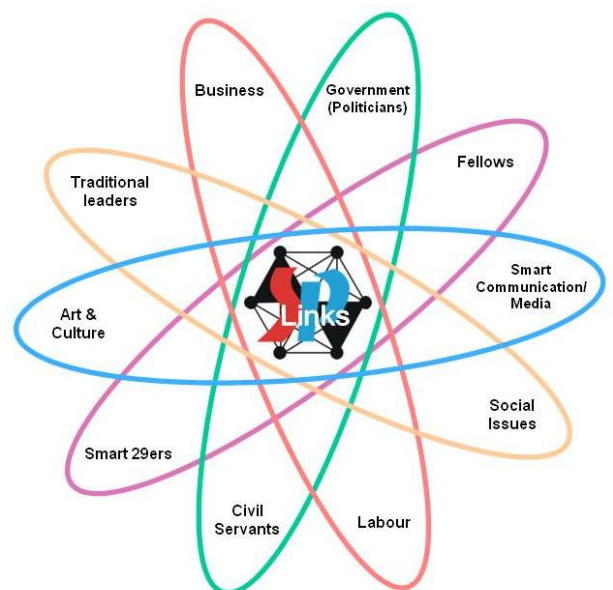 Business
Government
(Politicians)
Fellows
Traditional
leaders
Smart
Communication/
Media
Art &
Culture
SP
Links
Social
Issues
Smart 29ers
Civil
Servants
Labour